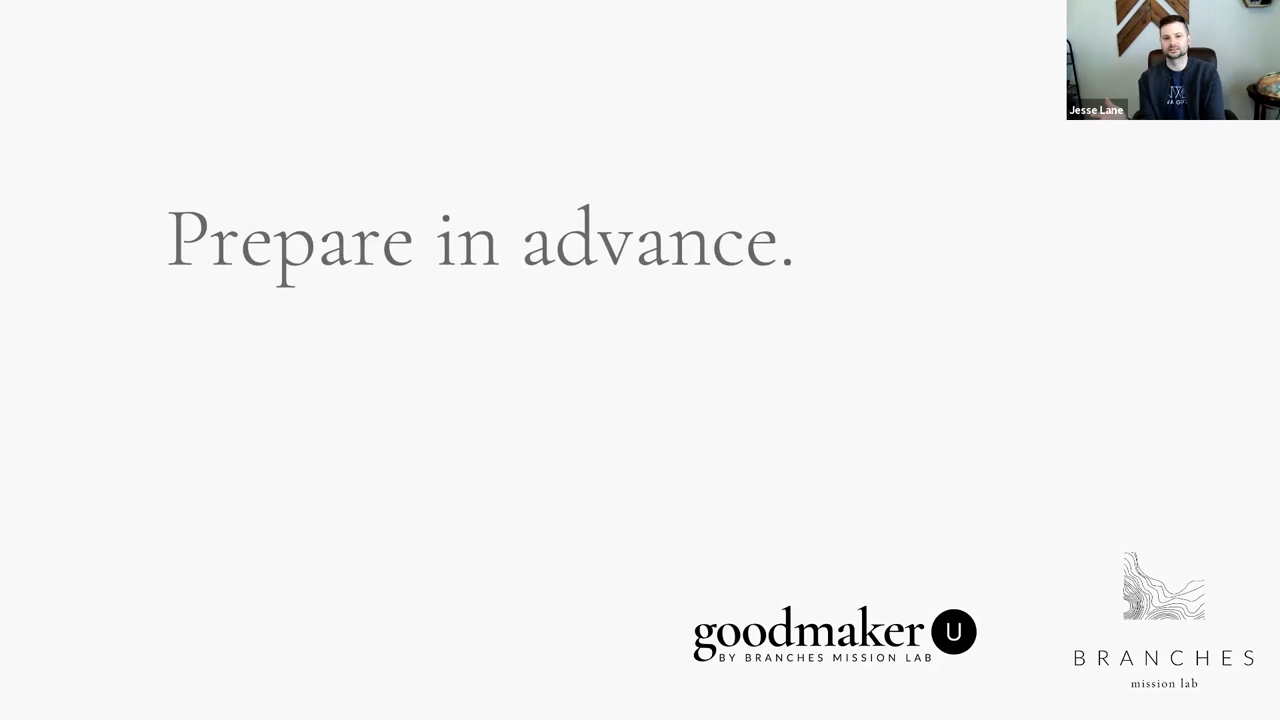 Jesse Lane
Prepare in advance.
goodmaker U
BY BRANCHES MISSION LAB
BRANCHES
mission lab